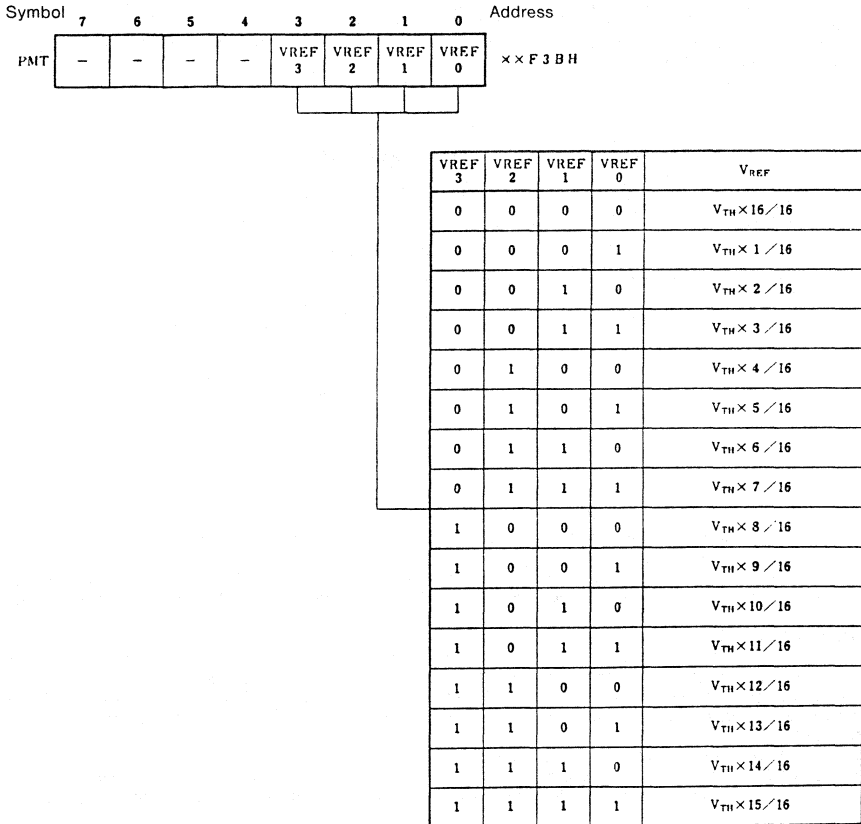 Symbol 7 6 5 4 3 2 1 0 Address
PMT - - - - VREF 3 VREF 2 VREF 1 VREF 0 ××F3BH
VREF 3 VREF 2 VREF 1 VREF 0 VREF
0 0 0 0 VTH×16/16
0 0 0 1 VTH×1/16
0 0 1 0 VTH×2/16
0 0 1 1 VTH×3/16
0 1 0 0 VTH×4/16
0 1 0 1 VTH×5/16
0 1 1 0 VTH×6/16
0 1 1 1 VTH×7/16
1 0 0 0 VTH×8/16
1 0 0 1 VTH×9/16
1 0 1 0 VTH×10/16
1 0 1 1 VTH×11/16
1 1 0 0 VTH×12/16
1 1 0 1 VTH×13/16
1 1 1 0 VTH×14/16
1 1 1 1 VTH×15/16